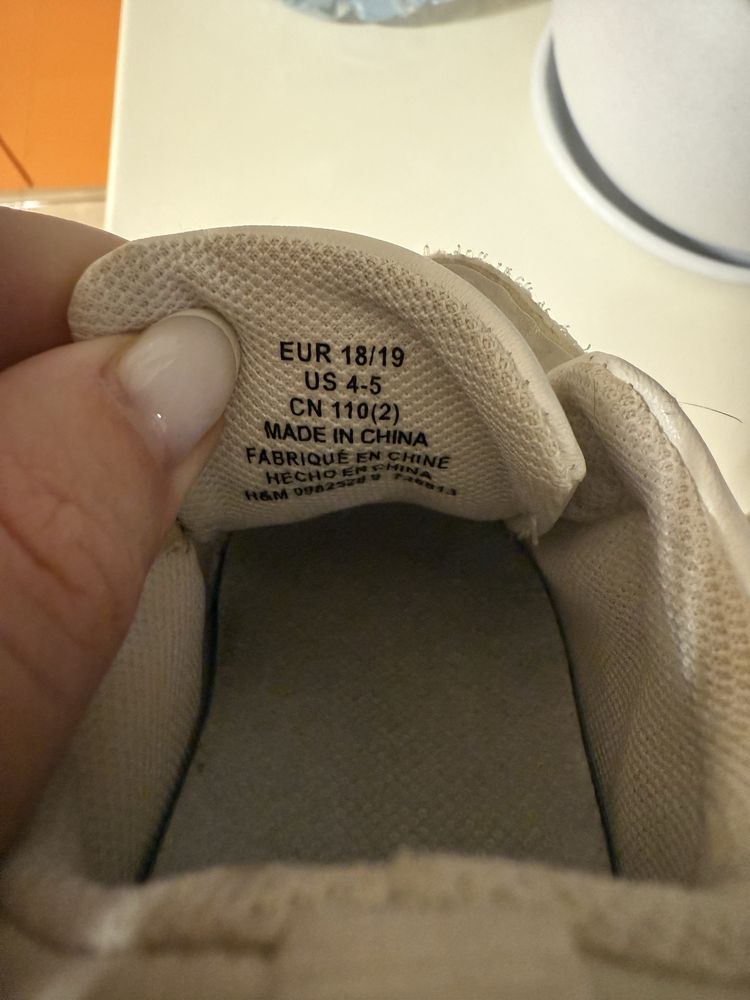 EUR 18/19
US 4-5
CN 110(2)
MADE IN CHINA
FABRIQUÉ EN CHINE
HECHO EN CHINA
H&M